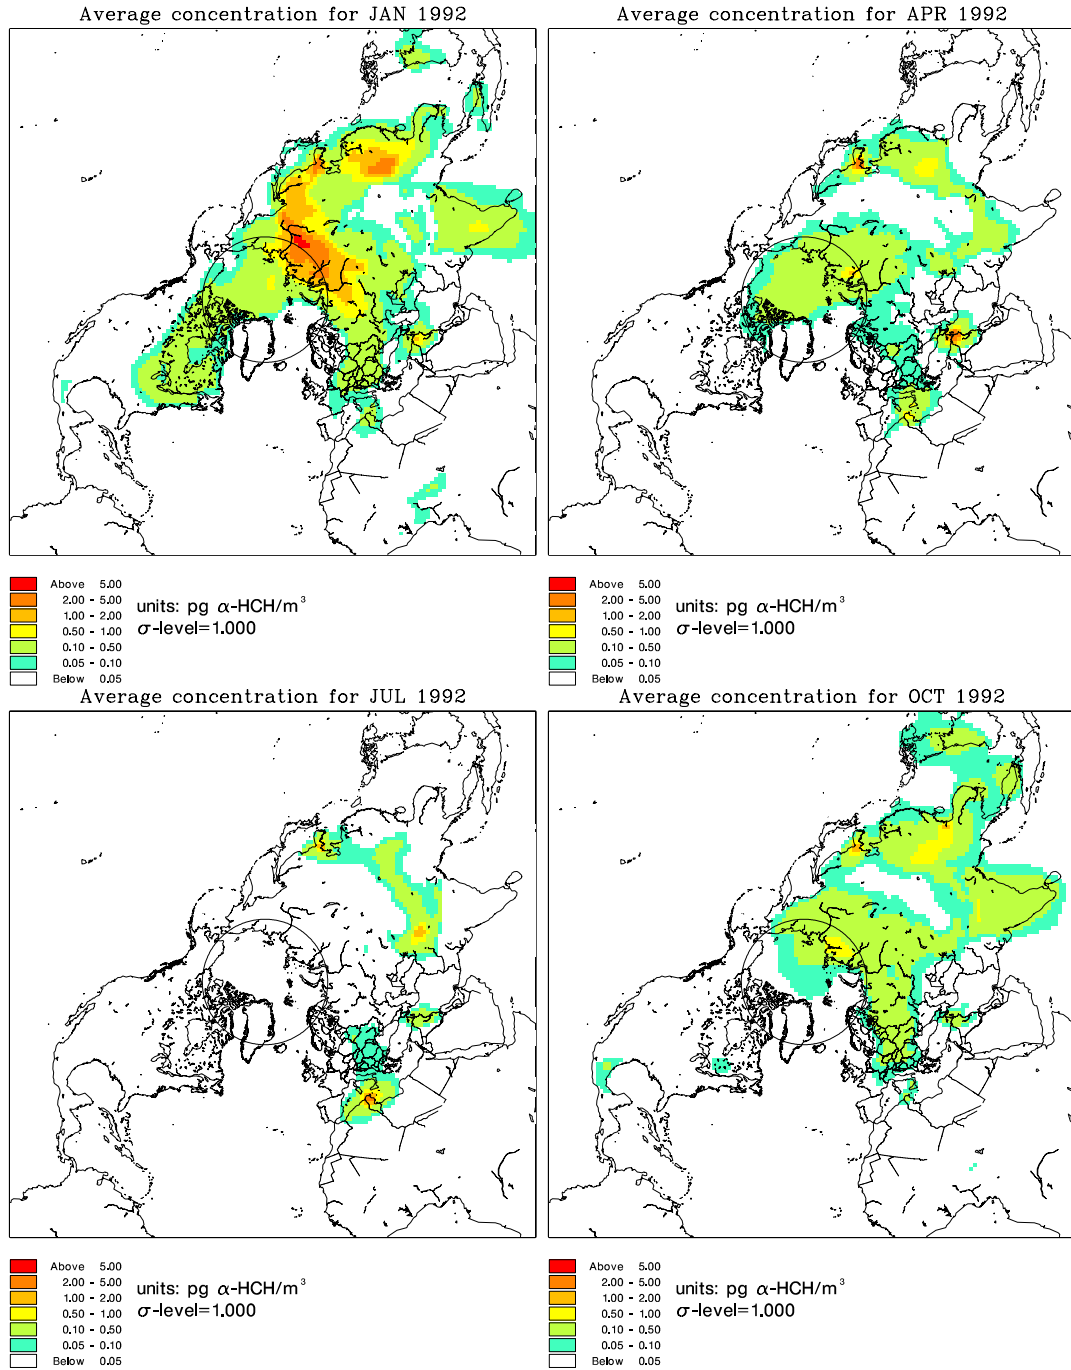 Average concentration for JAN 1992
Average concentration for APR 1992
Above 5.00
2.00 - 5.00
1.00 - 2.00
0.50 - 1.00
0.10 - 0.50
0.05 - 0.10
Below 0.05
units: pg α-HCH/m³
σ-level=1.000
Above 5.00
2.00 - 5.00
1.00 - 2.00
0.50 - 1.00
0.10 - 0.50
0.05 - 0.10
Below 0.05
units: pg α-HCH/m³
σ-level=1.000
Average concentration for JUL 1992
Average concentration for OCT 1992
Above 5.00
2.00 - 5.00
1.00 - 2.00
0.50 - 1.00
0.10 - 0.50
0.05 - 0.10
Below 0.05
units: pg α-HCH/m³
σ-level=1.000
Above 5.00
2.00 - 5.00
1.00 - 2.00
0.50 - 1.00
0.10 - 0.50
0.05 - 0.10
Below 0.05
units: pg α-HCH/m³
σ-level=1.000